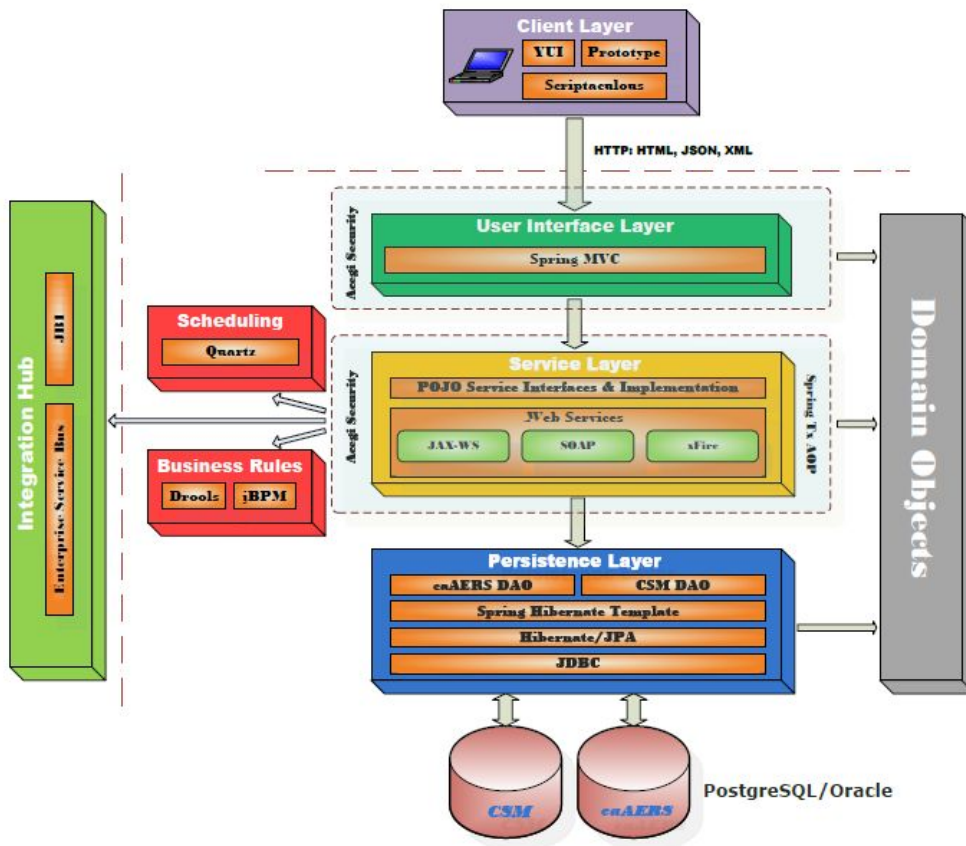 Client Layer
YUI
Prototype
Scriptaculous
HTTP: HTML, JSON, XML
Acegi Security
User Interface Layer
Spring MVC
Integration Hub
JBI
Enterprise Service Bus
Scheduling
Quartz
Business Rules
Drools
jBPM
Acegi Security
Service Layer
POJO Service Interfaces & Implementation
Web Services
JAX-WS
SOAP
xFire
Spring Tx AOP
Domain Objects
Persistence Layer
caAERS DAO
CSM DAO
Spring Hibernate Template
Hibernate/JPA
JDBC
CSM
caAERS
PostgreSQL/Oracle